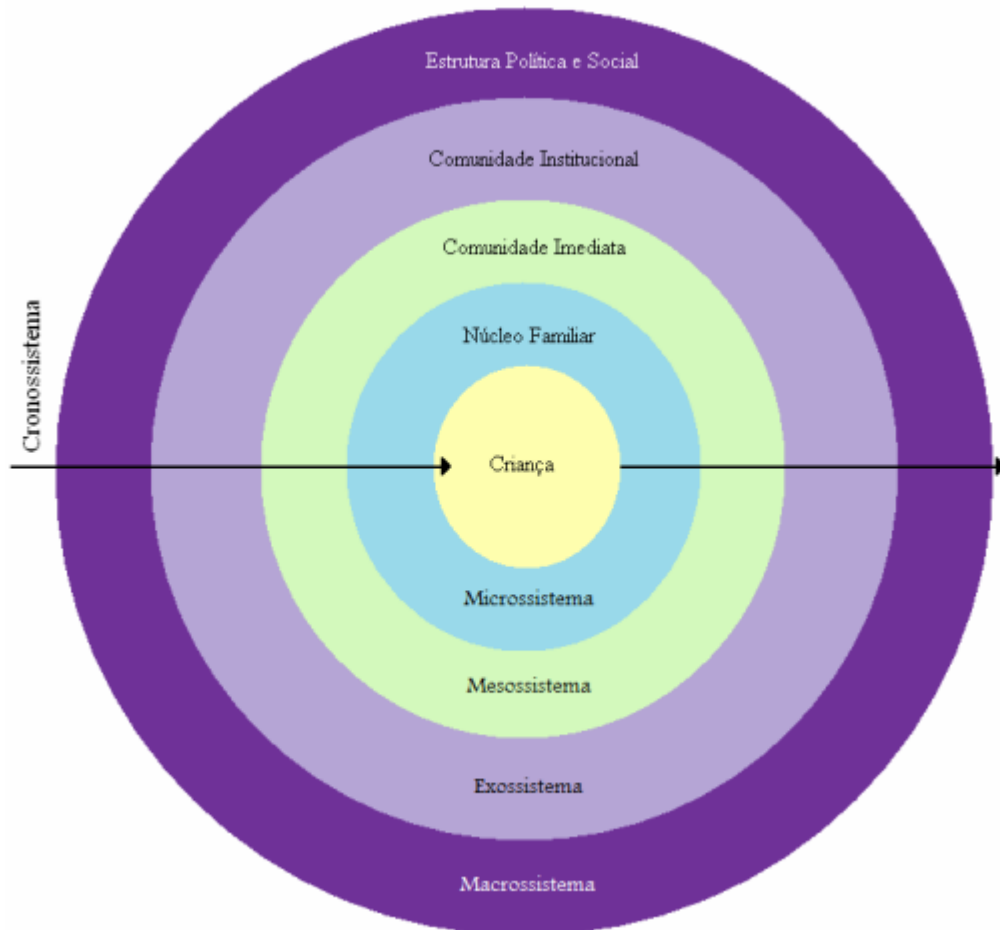 Estrutura Política e Social
Comunidade Institucional
Comunidade Imediata
Núcleo Familiar
Cronossistema
Criança
Microssistema
Mesossistema
Exossistema
Macrossistema